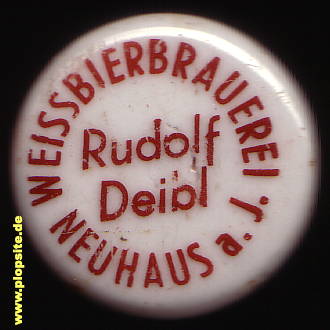 WEISSBIERBRAUEREI
Rudolf
Deibl
NEUHAUS a. J.
www.plopsite.de